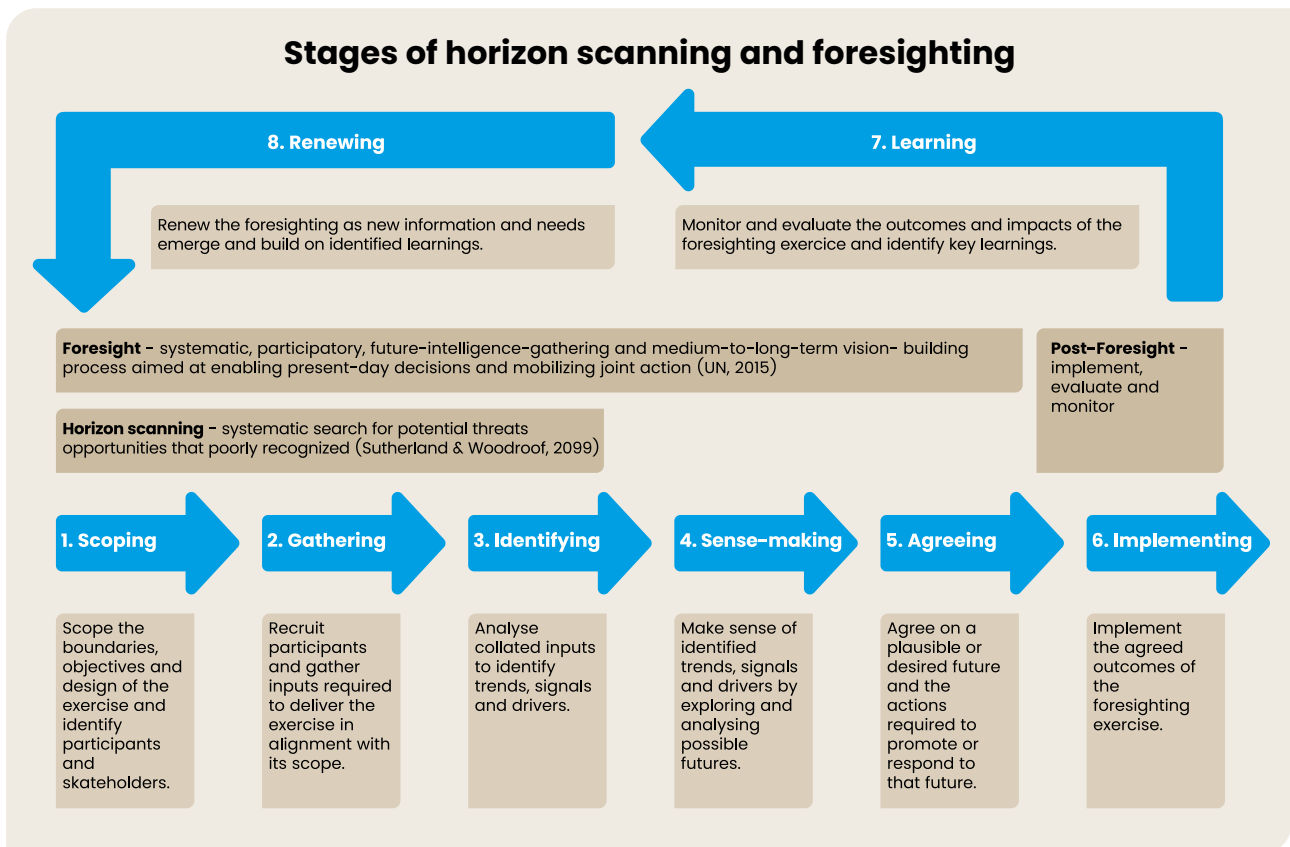 Stages of horizon scanning and foresighting
8. Renewing
7. Learning
Renew the foresighting as new information and needs
emerge and build on identified learnings.
Monitor and evaluate the outcomes and impacts of the
foresighting exercice and identify key learnings.
Foresight - systematic, participatory, future-intelligence-gathering and medium-to-long-term vision- building
process aimed at enabling present-day decisions and mobilizing joint action (UN, 2015)
Post-Foresight -
implement,
evaluate and
monitor
Horizon scanning - systematic search for potential threats
opportunities that poorly recognized (Sutherland & Woodroof, 2099)
1. Scoping
2. Gathering
3. Identifying
4. Sense-making
5. Agreeing
6. Implementing
Scope the
boundaries,
objectives and
design of the
exercise and
identify
participants
and
skateholders.
Recruit
participants
and gather
inputs required
to deliver the
exercise in
alignment with
its scope.
Analyse
collated inputs
to identify
trends, signals
and drivers.
Make sense of
identified
trends, signals
and drivers by
exploring and
analysing
possible
futures.
Agree on a
plausible or
desired future
and the
actions
required to
promote or
respond to
that future.
Implement
the agreed
outcomes of
the
foresighting
exercise.